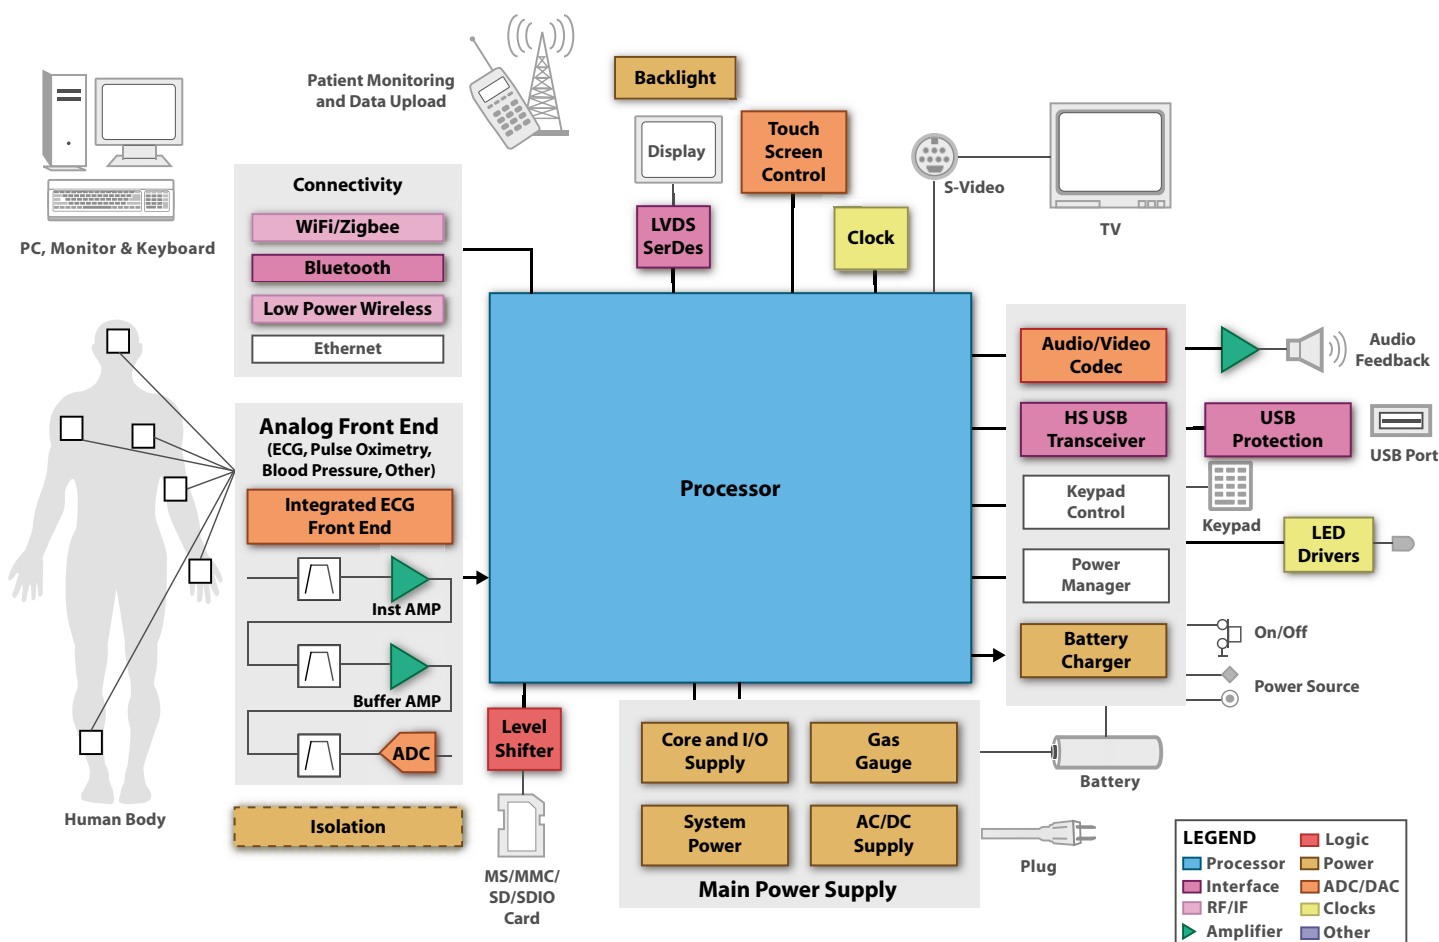 Patient Monitoring
and Data Upload
Backlight
Display
Touch
Screen
Control
S-Video
TV
PC, Monitor & Keyboard
Connectivity
WiFi/Zigbee
Bluetooth
Low Power Wireless
Ethernet
LVDS
SerDes
Clock
Analog Front End
(ECG, Pulse Oximetry,
Blood Pressure, Other)
Integrated ECG
Front End
Inst AMP
Buffer AMP
ADC
Human Body
Isolation
Processor
Audio/Video
Codec
Audio
Feedback
HS USB
Transceiver
USB
Protection
USB Port
Keypad
Control
Keypad
Power
Manager
LED
Drivers
Battery
Charger
On/Off
Power Source
Battery
Level
Shifter
MS/MMC/
SD/SDIO
Card
Core and I/O
Supply
Gas
Gauge
System
Power
AC/DC
Supply
Main Power Supply
Plug
LEGEND
Processor
Interface
RF/IF
Amplifier
Logic
Power
ADC/DAC
Clocks
Other